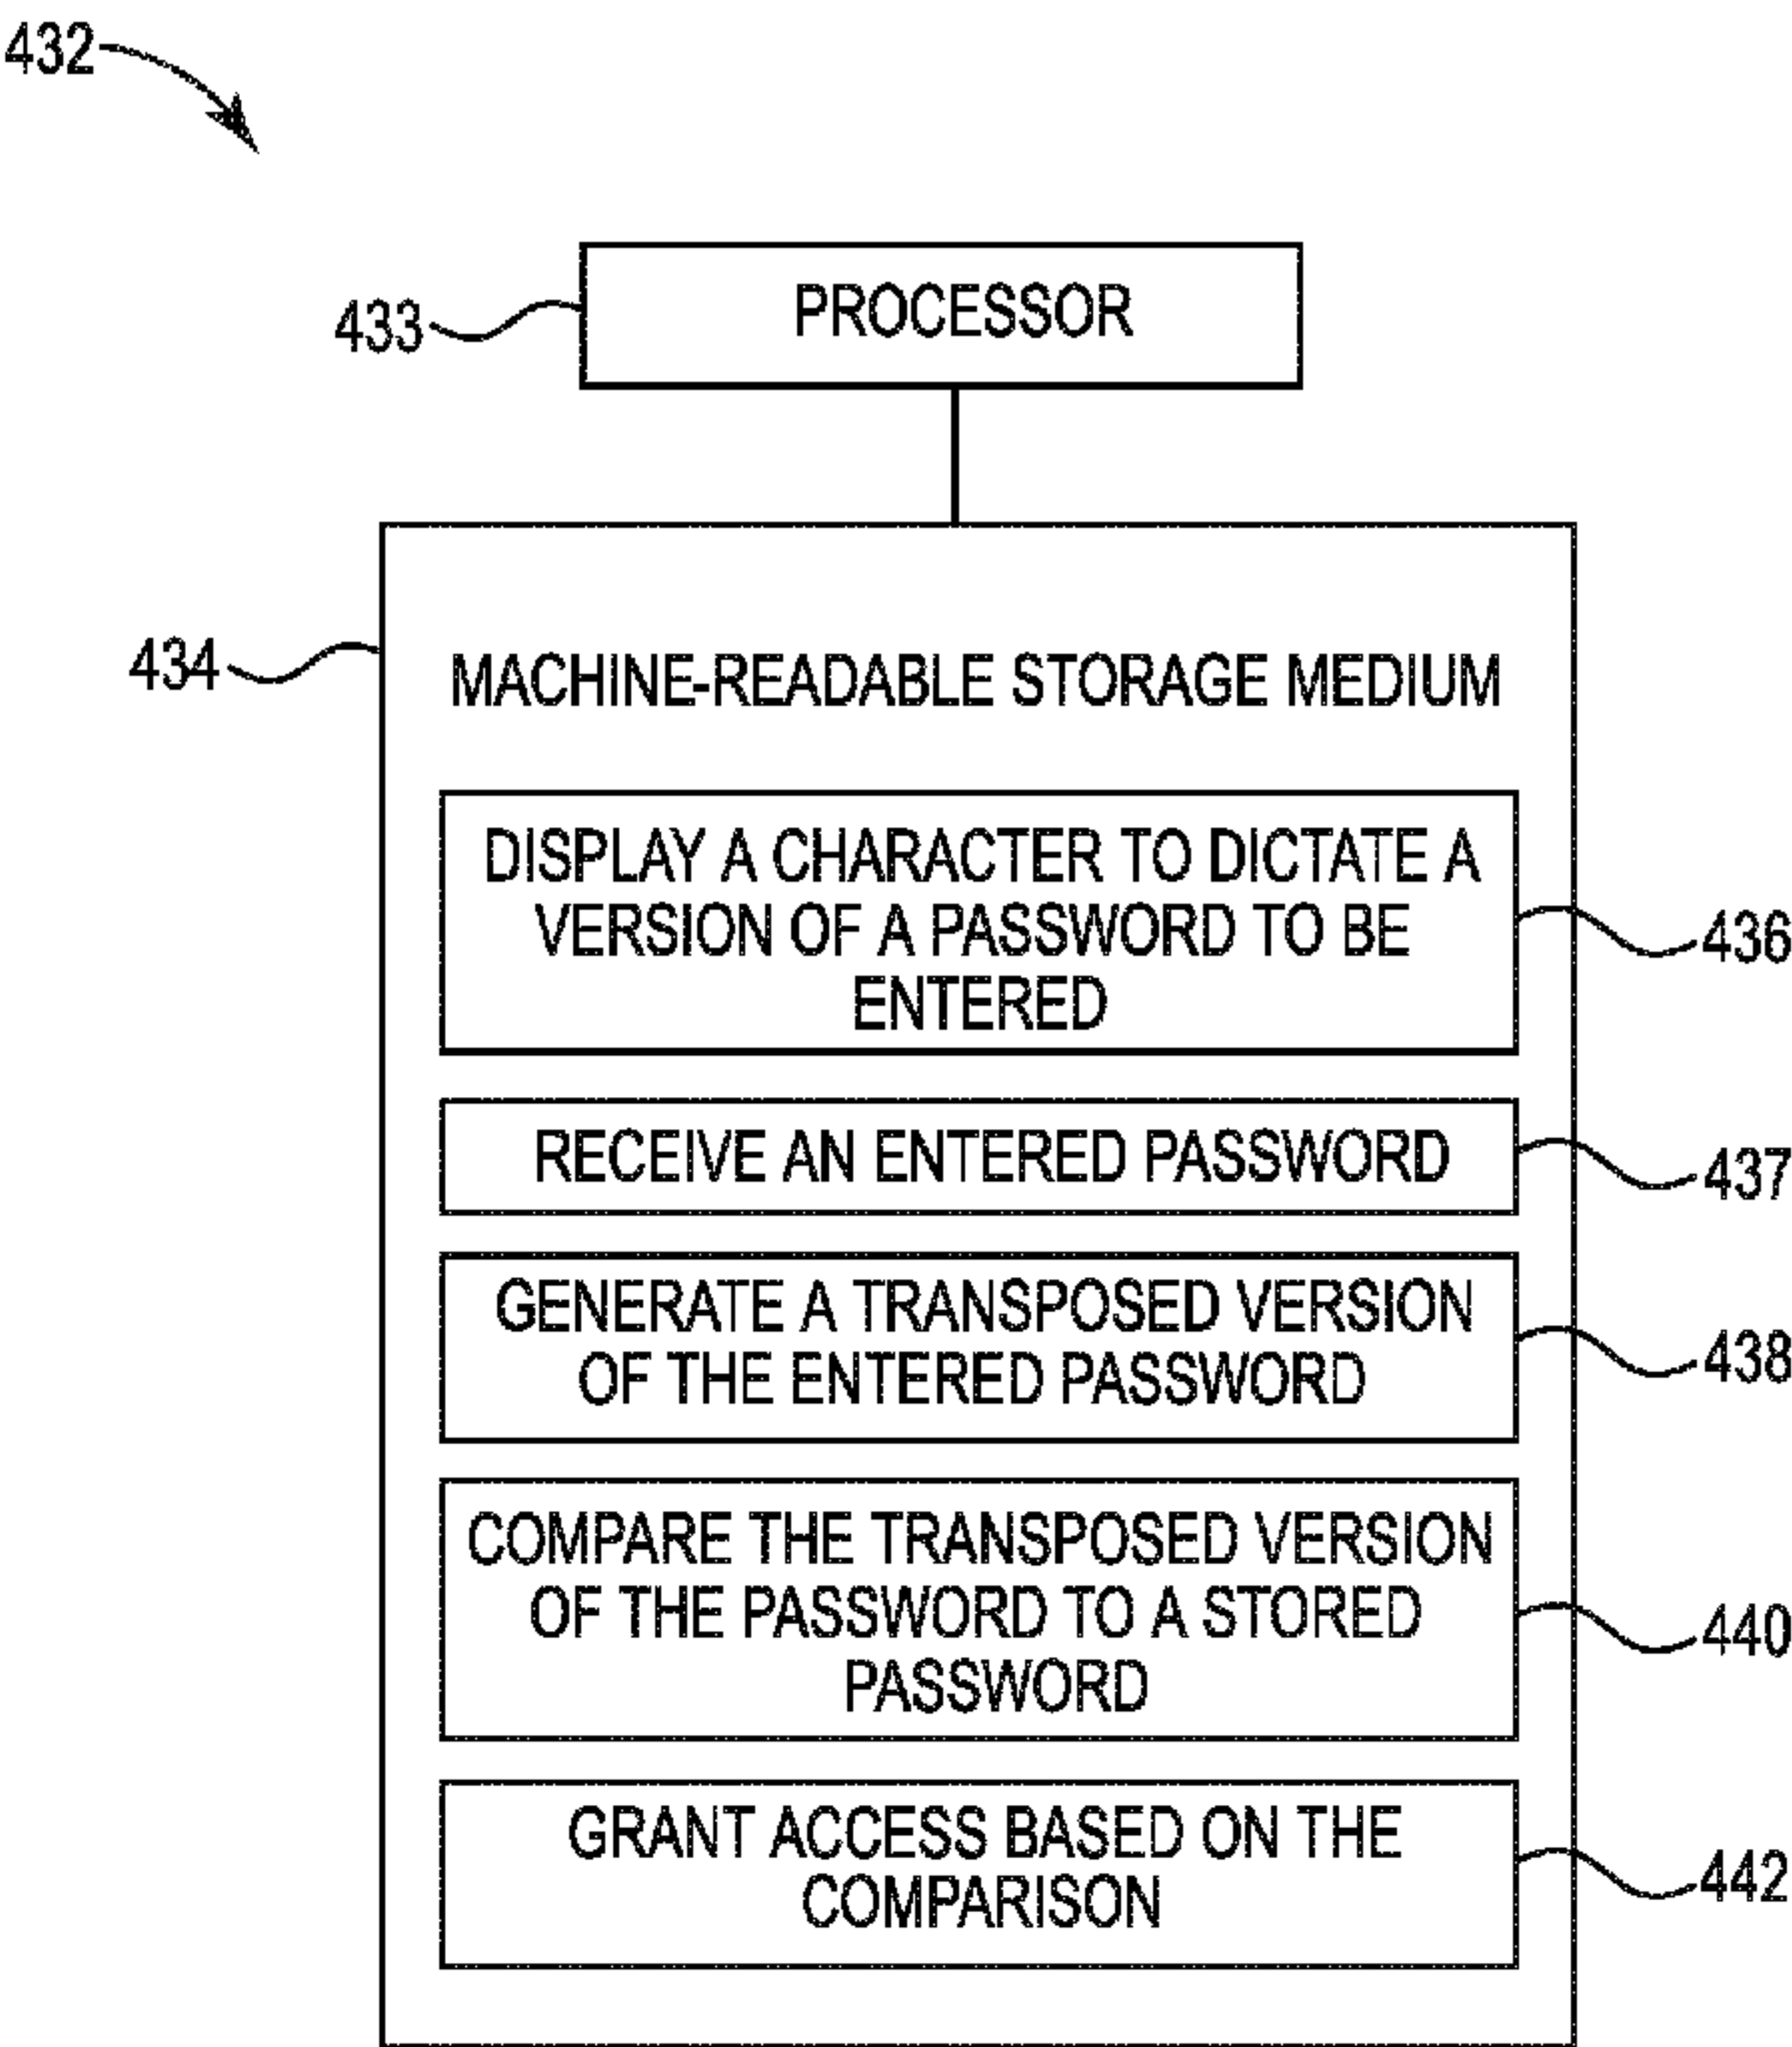 432
PROCESSOR
433
434
MACHINE-READABLE STORAGE MEDIUM
DISPLAY A CHARACTER TO DICTATE A
VERSION OF A PASSWORD TO BE
ENTERED
436
RECEIVE AN ENTERED PASSWORD
437
GENERATE A TRANSPOSED VERSION
OF THE ENTERED PASSWORD
438
COMPARE THE TRANSPOSED VERSION
OF THE PASSWORD TO A STORED
PASSWORD
440
GRANT ACCESS BASED ON THE
COMPARISON
442